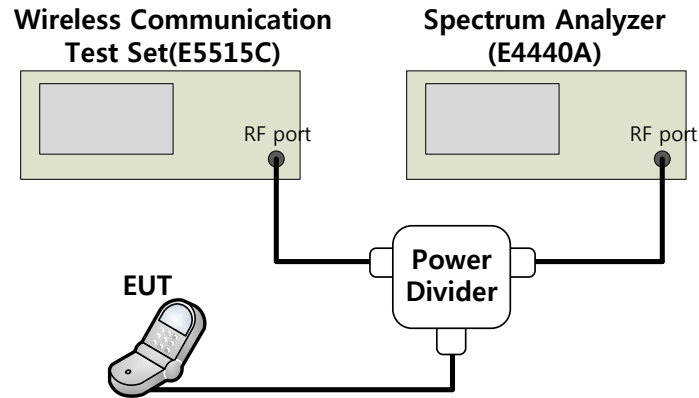 Wireless Communication
Test Set(E5515C)
Spectrum Analyzer
(E4440A)
RF port
RF port
Power
Divider
EUT